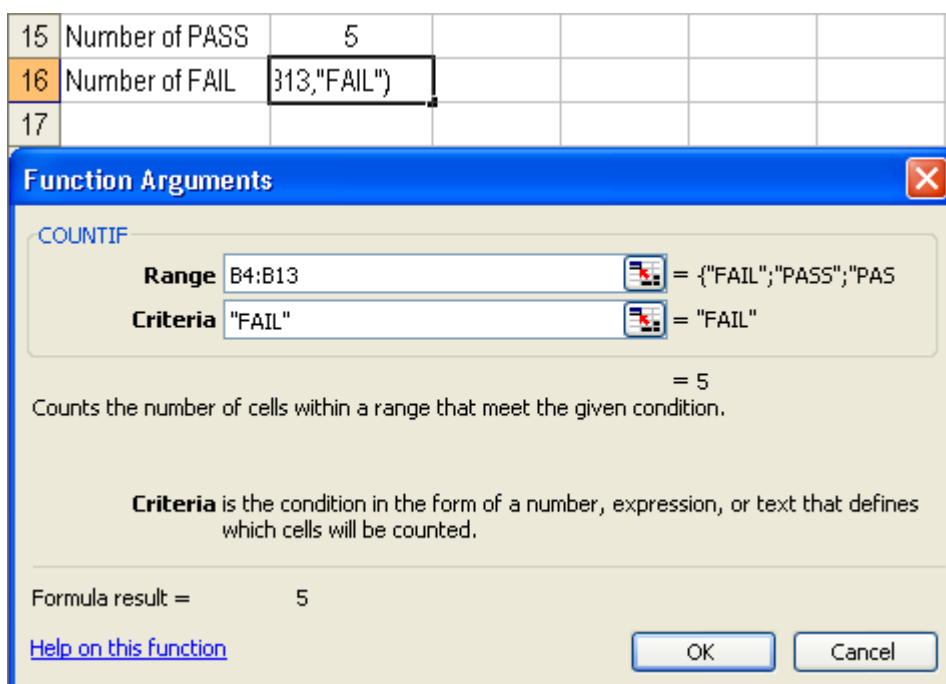 15 Number of PASS 5
16 Number of FAIL B13,"FAIL")
17
Function Arguments
COUNTIF
Range B4:B13 = {"FAIL";"PASS";"PAS
Criteria "FAIL" = "FAIL"
= 5
Counts the number of cells within a range that meet the given condition.
Criteria is the condition in the form of a number, expression, or text that defines
which cells will be counted.
Formula result = 5
Help on this function OK Cancel